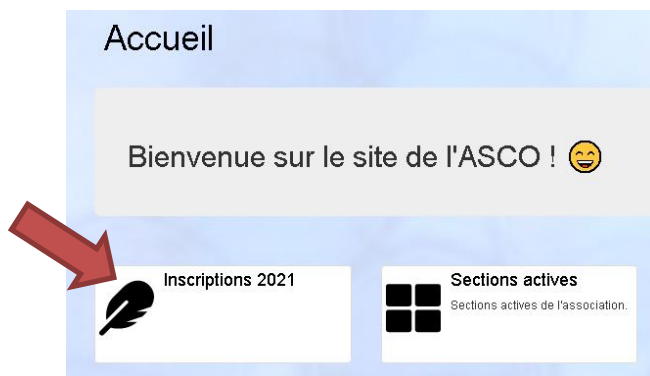 Accueil
Bienvenue sur le site de l'ASCO ! 😄
Inscriptions 2021
Sections actives
Sections actives de l'association.